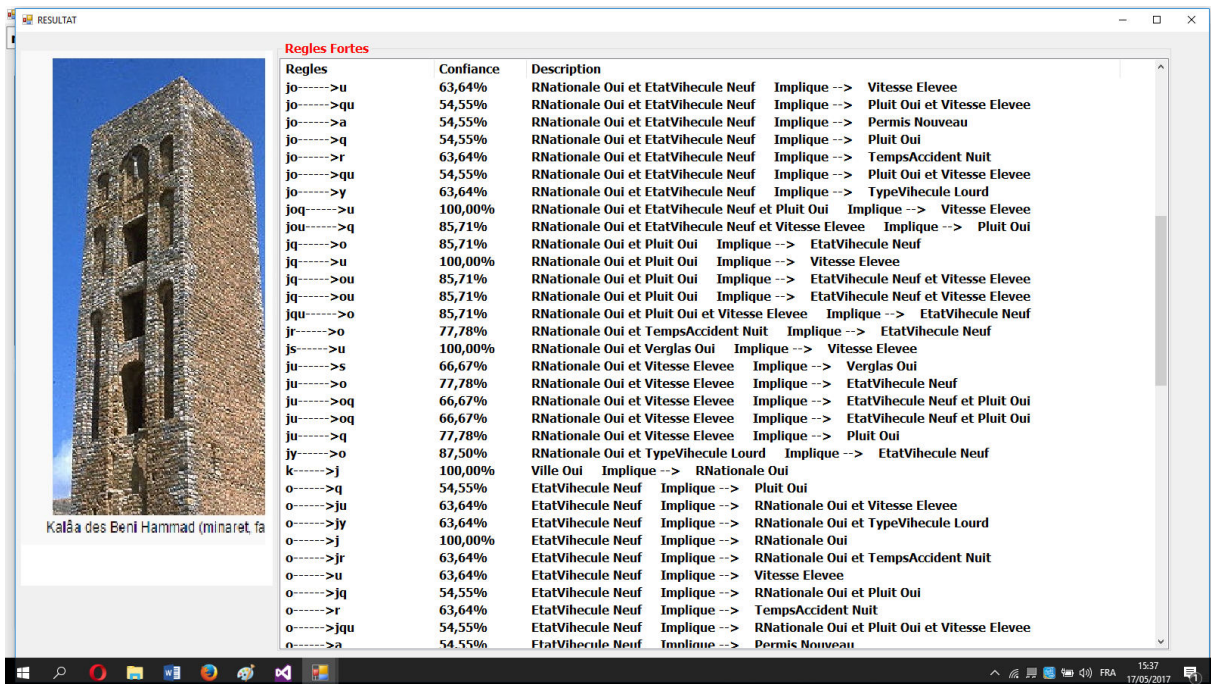 RESULTAT
Regles Fortes
Regles Confiance Description
jo------>u 63,64% RNationale Oui et EtatVihecule Neuf Implique --> Vitesse Elevee
jo------>qu 54,55% RNationale Oui et EtatVihecule Neuf Implique --> Pluit Oui et Vitesse Elevee
jo------>a 54,55% RNationale Oui et EtatVihecule Neuf Implique --> Permis Nouveau
jo------>q 54,55% RNationale Oui et EtatVihecule Neuf Implique --> Pluit Oui
jo------>r 63,64% RNationale Oui et EtatVihecule Neuf Implique --> TempsAccident Nuit
jo------>qu 54,55% RNationale Oui et EtatVihecule Neuf Implique --> Pluit Oui et Vitesse Elevee
jo------>y 63,64% RNationale Oui et EtatVihecule Neuf Implique --> TypeVihecule Lourd
joq------>u 100,00% RNationale Oui et EtatVihecule Neuf et Pluit Oui Implique --> Vitesse Elevee
jou------>q 85,71% RNationale Oui et EtatVihecule Neuf et Vitesse Elevee Implique --> Pluit Oui
jq------>o 85,71% RNationale Oui et Pluit Oui Implique --> EtatVihecule Neuf
jq------>u 100,00% RNationale Oui et Pluit Oui Implique --> Vitesse Elevee
jq------>ou 85,71% RNationale Oui et Pluit Oui Implique --> EtatVihecule Neuf et Vitesse Elevee
jq------>ou 85,71% RNationale Oui et Pluit Oui Implique --> EtatVihecule Neuf et Vitesse Elevee
jqu------>o 85,71% RNationale Oui et Pluit Oui et Vitesse Elevee Implique --> EtatVihecule Neuf
jr------>o 77,78% RNationale Oui et TempsAccident Nuit Implique --> EtatVihecule Neuf
js------>u 100,00% RNationale Oui et Verglas Oui Implique --> Vitesse Elevee
ju------>s 66,67% RNationale Oui et Vitesse Elevee Implique --> Verglas Oui
ju------>o 77,78% RNationale Oui et Vitesse Elevee Implique --> EtatVihecule Neuf
ju------>oq 66,67% RNationale Oui et Vitesse Elevee Implique --> EtatVihecule Neuf et Pluit Oui
ju------>oq 66,67% RNationale Oui et Vitesse Elevee Implique --> EtatVihecule Neuf et Pluit Oui
ju------>q 77,78% RNationale Oui et Vitesse Elevee Implique --> Pluit Oui
jy------>o 87,50% RNationale Oui et TypeVihecule Lourd Implique --> EtatVihecule Neuf
k------>j 100,00% Ville Oui Implique --> RNationale Oui
o------>q 54,55% EtatVihecule Neuf Implique --> Pluit Oui
o------>ju 63,64% EtatVihecule Neuf Implique --> RNationale Oui et Vitesse Elevee
o------>jy 63,64% EtatVihecule Neuf Implique --> RNationale Oui et TypeVihecule Lourd
o------>j 100,00% EtatVihecule Neuf Implique --> RNationale Oui
o------>jr 63,64% EtatVihecule Neuf Implique --> RNationale Oui et TempsAccident Nuit
o------>u 63,64% EtatVihecule Neuf Implique --> Vitesse Elevee
o------>jq 54,55% EtatVihecule Neuf Implique --> RNationale Oui et Pluit Oui
o------>r 63,64% EtatVihecule Neuf Implique --> TempsAccident Nuit
o------>jqu 54,55% EtatVihecule Neuf Implique --> RNationale Oui et Pluit Oui et Vitesse Elevee
o------>a 54,55% EtatVihecule Neuf Implique --> Permis Nouveau
Kalâa des Beni Hammad (minaret, fa
FRA 15:37
17/05/2017